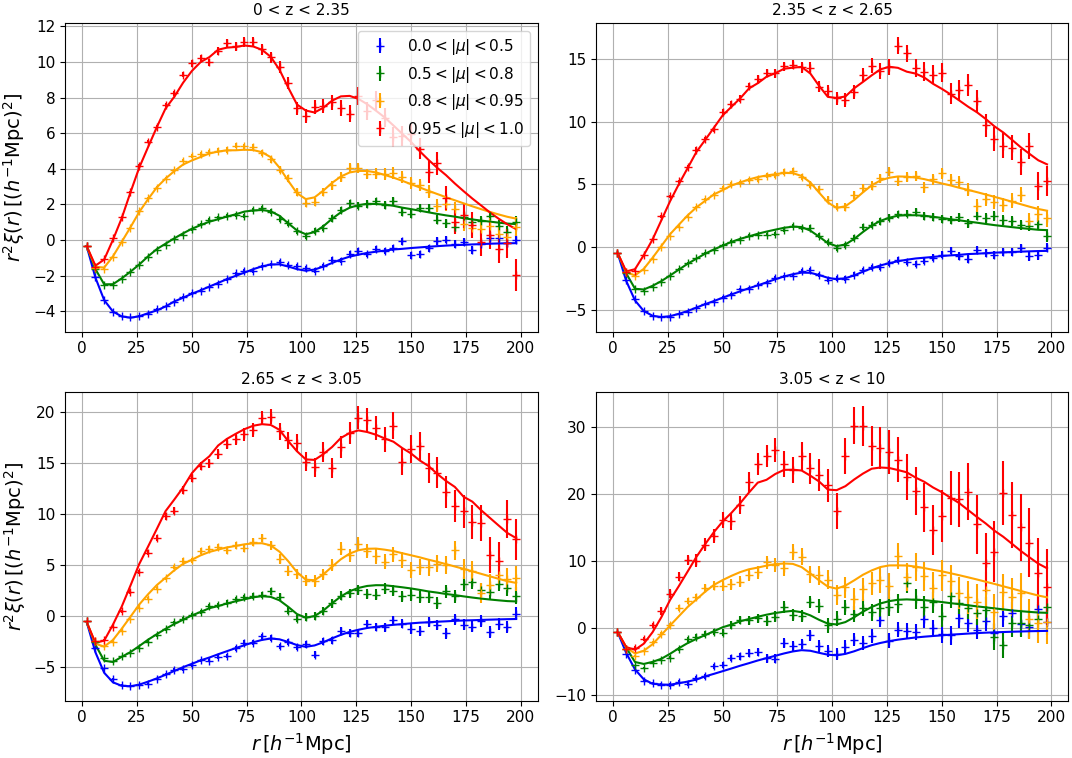 0 < z < 2.35
12
10
8
6
4
2
0
−2
−4
r²ξ(r) [(h⁻¹Mpc)²]
0.0 < |μ| < 0.5
0.5 < |μ| < 0.8
0.8 < |μ| < 0.95
0.95 < |μ| < 1.0
0 25 50 75 100 125 150 175 200
2.35 < z < 2.65
15
10
5
0
−5
0 25 50 75 100 125 150 175 200
2.65 < z < 3.05
20
15
10
5
0
−5
r²ξ(r) [(h⁻¹Mpc)²]
0 25 50 75 100 125 150 175 200
r [h⁻¹Mpc]
3.05 < z < 10
30
20
10
0
−10
0 25 50 75 100 125 150 175 200
r [h⁻¹Mpc]